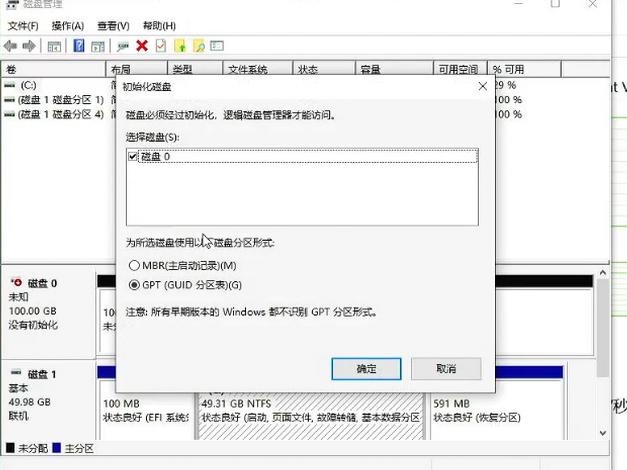 磁盘管理
文件(F) 操作(A) 查看(V) 帮助(H)
卷 布局 类型 文件系统 状态 容量 可用空间 % 可用
(C:) 29 %
(磁盘 1 磁盘分区 1) 100 %
(磁盘 1 磁盘分区 4) 100 %
初始化磁盘
磁盘必须经过初始化，逻辑磁盘管理器才能访问。
选择磁盘(S):
磁盘 0
为所选磁盘使用以下磁盘分区形式:
MBR(主启动记录)(M)
GPT (GUID 分区表)(G)
注意: 所有早期版本的 Windows 都不识别 GPT 分区形式。
确定 取消
磁盘 0
未知
100.00 GB
没有初始化
磁盘 1
基本
49.98 GB
联机
100 MB
状态良好 (EFI 系统
49.31 GB NTFS
状态良好 (启动, 页面文件, 故障转储, 基本数据分区
591 MB
状态良好 (恢复分区)
未分配 主分区
秒